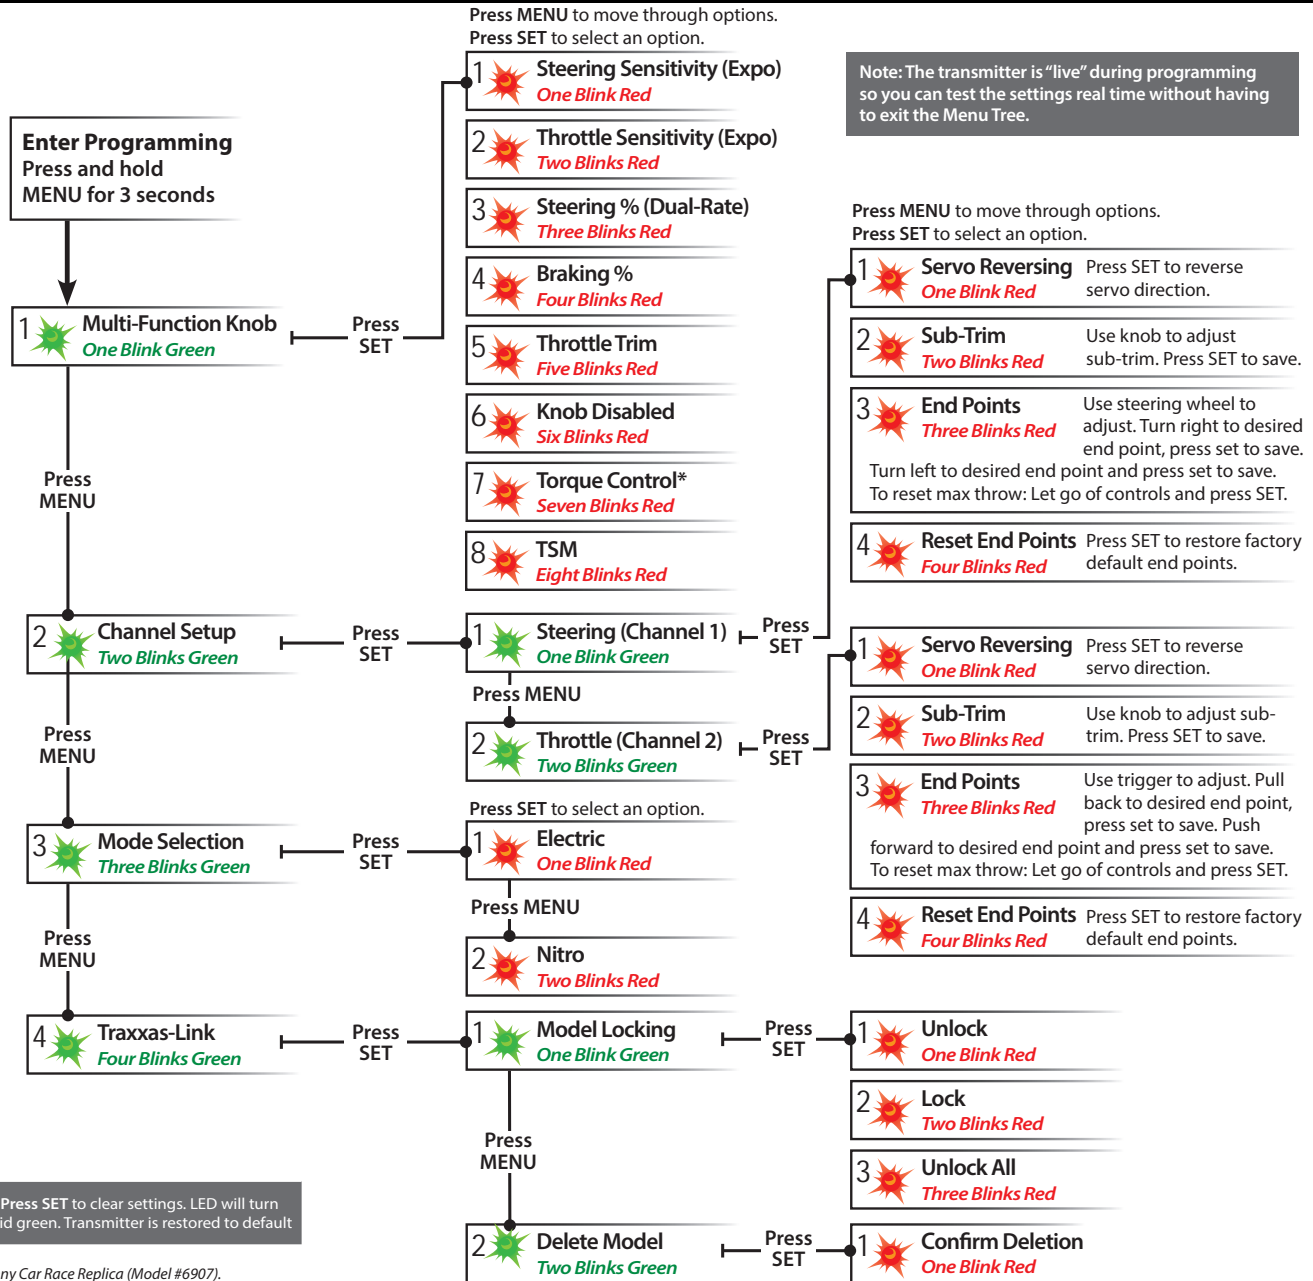 Press MENU to move through options.
Press SET to select an option.
1 Steering Sensitivity (Expo)
One Blink Red
2 Throttle Sensitivity (Expo)
Two Blinks Red
3 Steering % (Dual-Rate)
Three Blinks Red
4 Braking %
Four Blinks Red
5 Throttle Trim
Five Blinks Red
6 Knob Disabled
Six Blinks Red
7 Torque Control*
Seven Blinks Red
8 TSM
Eight Blinks Red
Note: The transmitter is “live” during programming
so you can test the settings real time without having
to exit the Menu Tree.
Enter Programming
Press and hold
MENU for 3 seconds
1 Multi-Function Knob
One Blink Green
Press
SET
Press
MENU
2 Channel Setup
Two Blinks Green
Press
SET
1 Steering (Channel 1)
One Blink Green
Press
SET
Press MENU
2 Throttle (Channel 2)
Two Blinks Green
Press
SET
Press MENU to move through options.
Press SET to select an option.
1 Servo Reversing
One Blink Red
Press SET to reverse
servo direction.
2 Sub-Trim
Two Blinks Red
Use knob to adjust
sub-trim. Press SET to save.
3 End Points
Three Blinks Red
Use steering wheel to
adjust. Turn right to desired
end point, press set to save.
Turn left to desired end point and press set to save.
To reset max throw: Let go of controls and press SET.
4 Reset End Points
Four Blinks Red
Press SET to restore factory
default end points.
1 Servo Reversing
One Blink Red
Press SET to reverse
servo direction.
2 Sub-Trim
Two Blinks Red
Use knob to adjust sub-
trim. Press SET to save.
3 End Points
Three Blinks Red
Use trigger to adjust. Pull
back to desired end point,
press set to save. Push
forward to desired end point and press set to save.
To reset max throw: Let go of controls and press SET.
4 Reset End Points
Four Blinks Red
Press SET to restore factory
default end points.
Press
MENU
3 Mode Selection
Three Blinks Green
Press
SET
Press SET to select an option.
1 Electric
One Blink Red
Press MENU
2 Nitro
Two Blinks Red
Press
MENU
4 Traxxas-Link
Four Blinks Green
Press
SET
1 Model Locking
One Blink Green
Press
SET
1 Unlock
One Blink Red
2 Lock
Two Blinks Red
3 Unlock All
Three Blinks Red
Press
MENU
2 Delete Model
Two Blinks Green
Press
SET
1 Confirm Deletion
One Blink Red
Press SET to clear settings. LED will turn
id green. Transmitter is restored to default
ny Car Race Replica (Model #6907).